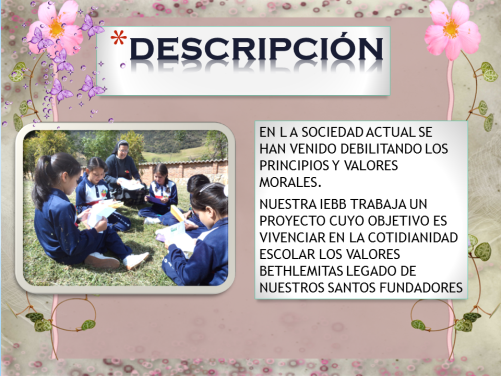 *DESCRIPCIÓN
EN L A SOCIEDAD ACTUAL SE
HAN VENIDO DEBILITANDO LOS
PRINCIPIOS Y VALORES
MORALES.
NUESTRA IEBB TRABAJA UN
PROYECTO CUYO OBJETIVO ES
VIVENCIAR EN LA COTIDIANIDAD
ESCOLAR LOS VALORES
BETHLEMITAS LEGADO DE
NUESTROS SANTOS FUNDADORES